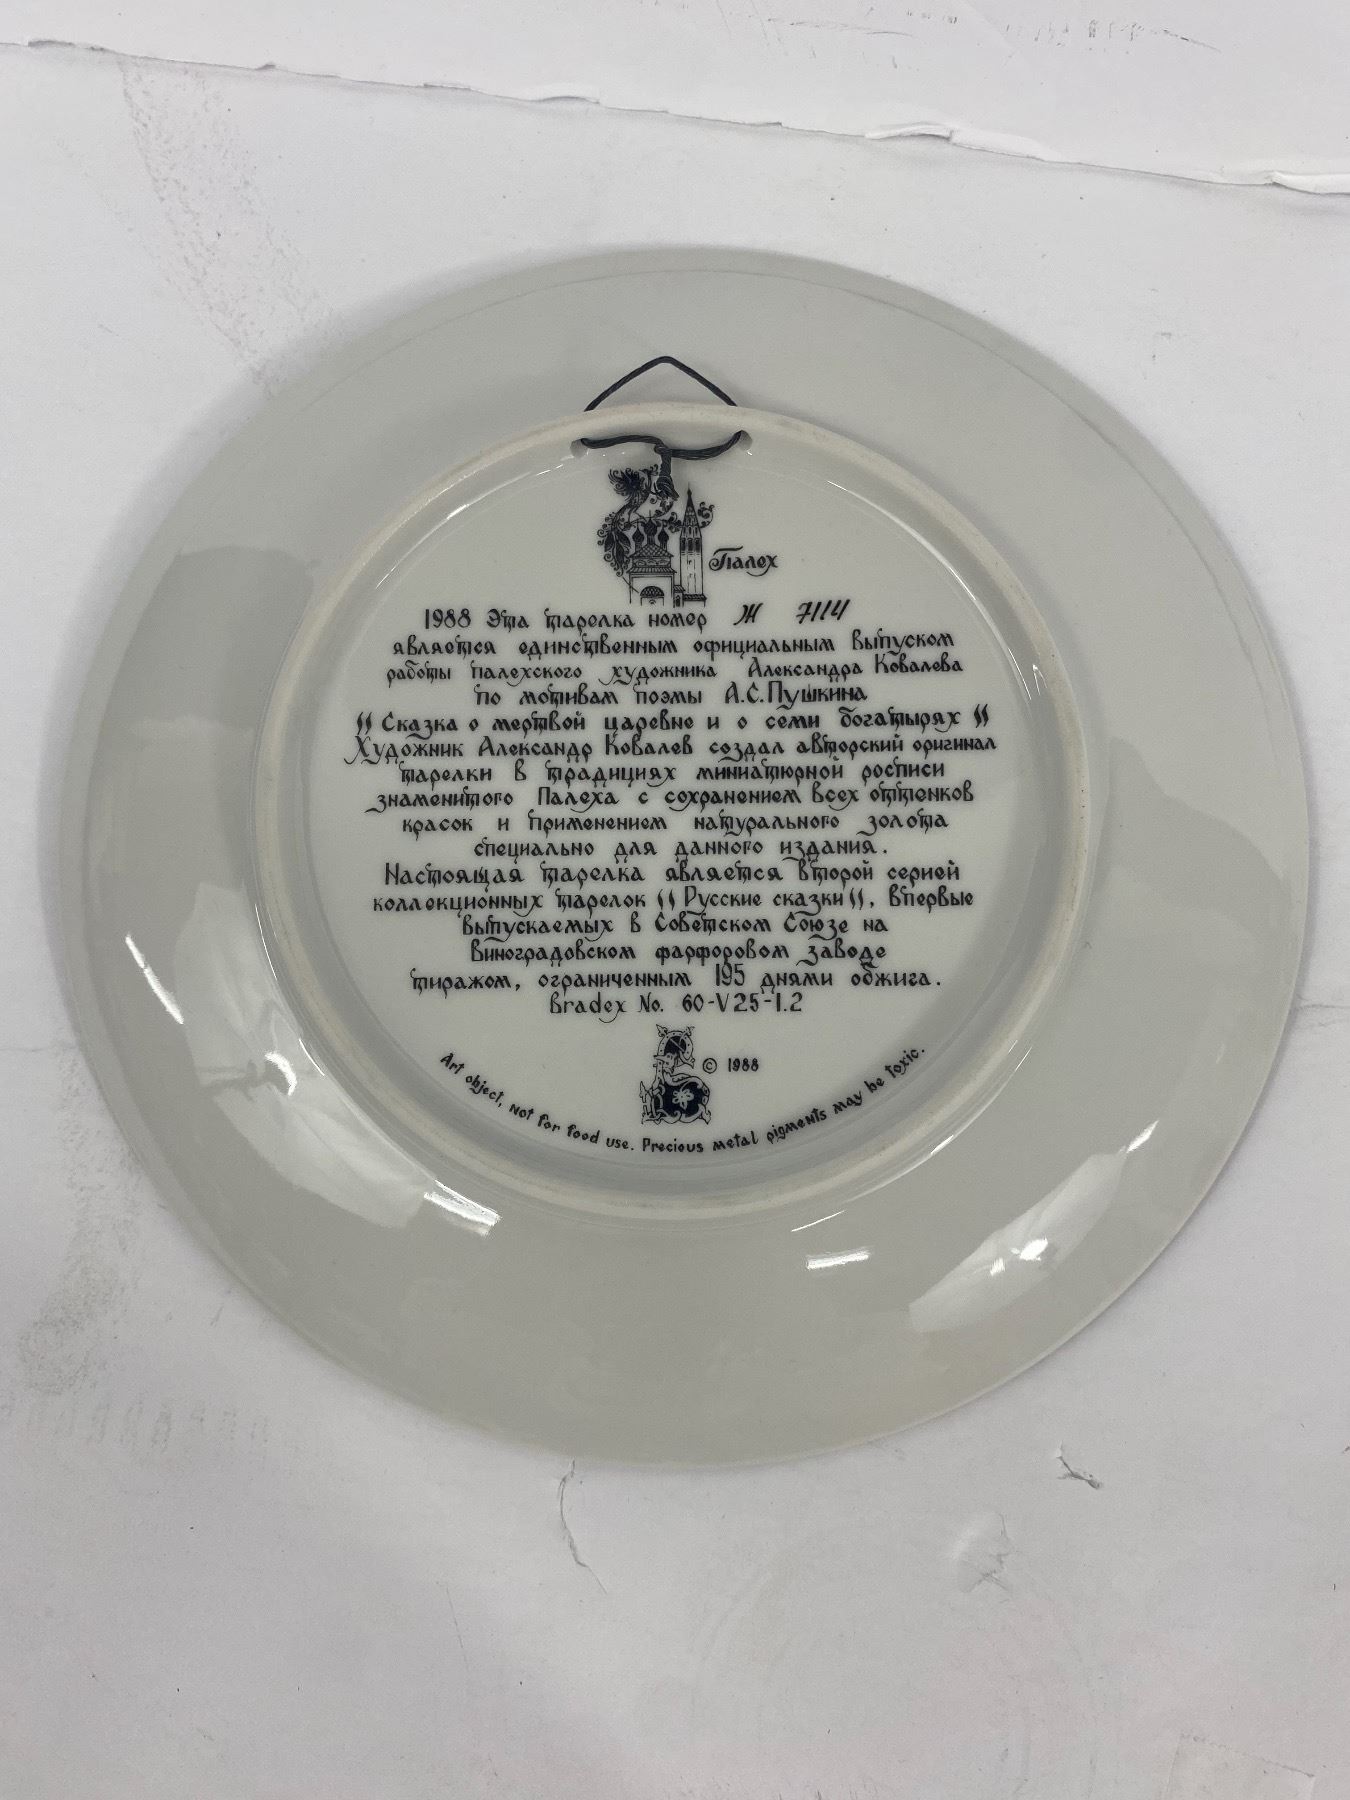 Палех
1988 Эта тарелка номер Ж 7114
является единственным официальным выпуском
работы палехского художника Александра Ковалева
по мотивам поэмы А.С.Пушкина
"Сказка о мертвой царевне и о семи богатырях"
Художник Александр Ковалев создал авторский оригинал
тарелки в традициях миниатюрной росписи
знаменитого Палеха с сохранением всех оттенков
красок и применением натурального золота
специально для данного издания.
Настоящая тарелка является второй серией
коллекционных тарелок "Русские сказки", впервые
выпускаемых в Советском Союзе на
Виноградовском фарфоровом заводе
тиражом, ограниченным 195 днями обжига.
Bradex No. 60-V25-1.2
© 1988
Art object, not for food use. Precious metal pigments may be toxic.